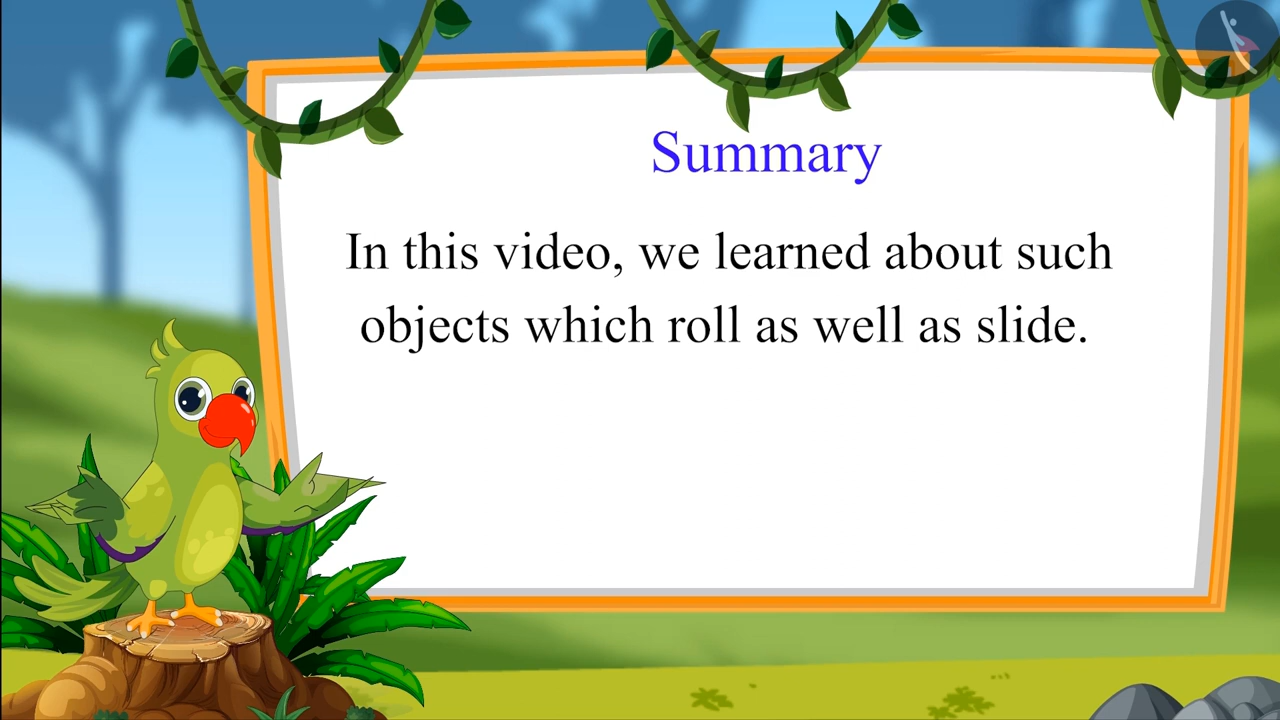 Summary
In this video, we learned about such
objects which roll as well as slide.